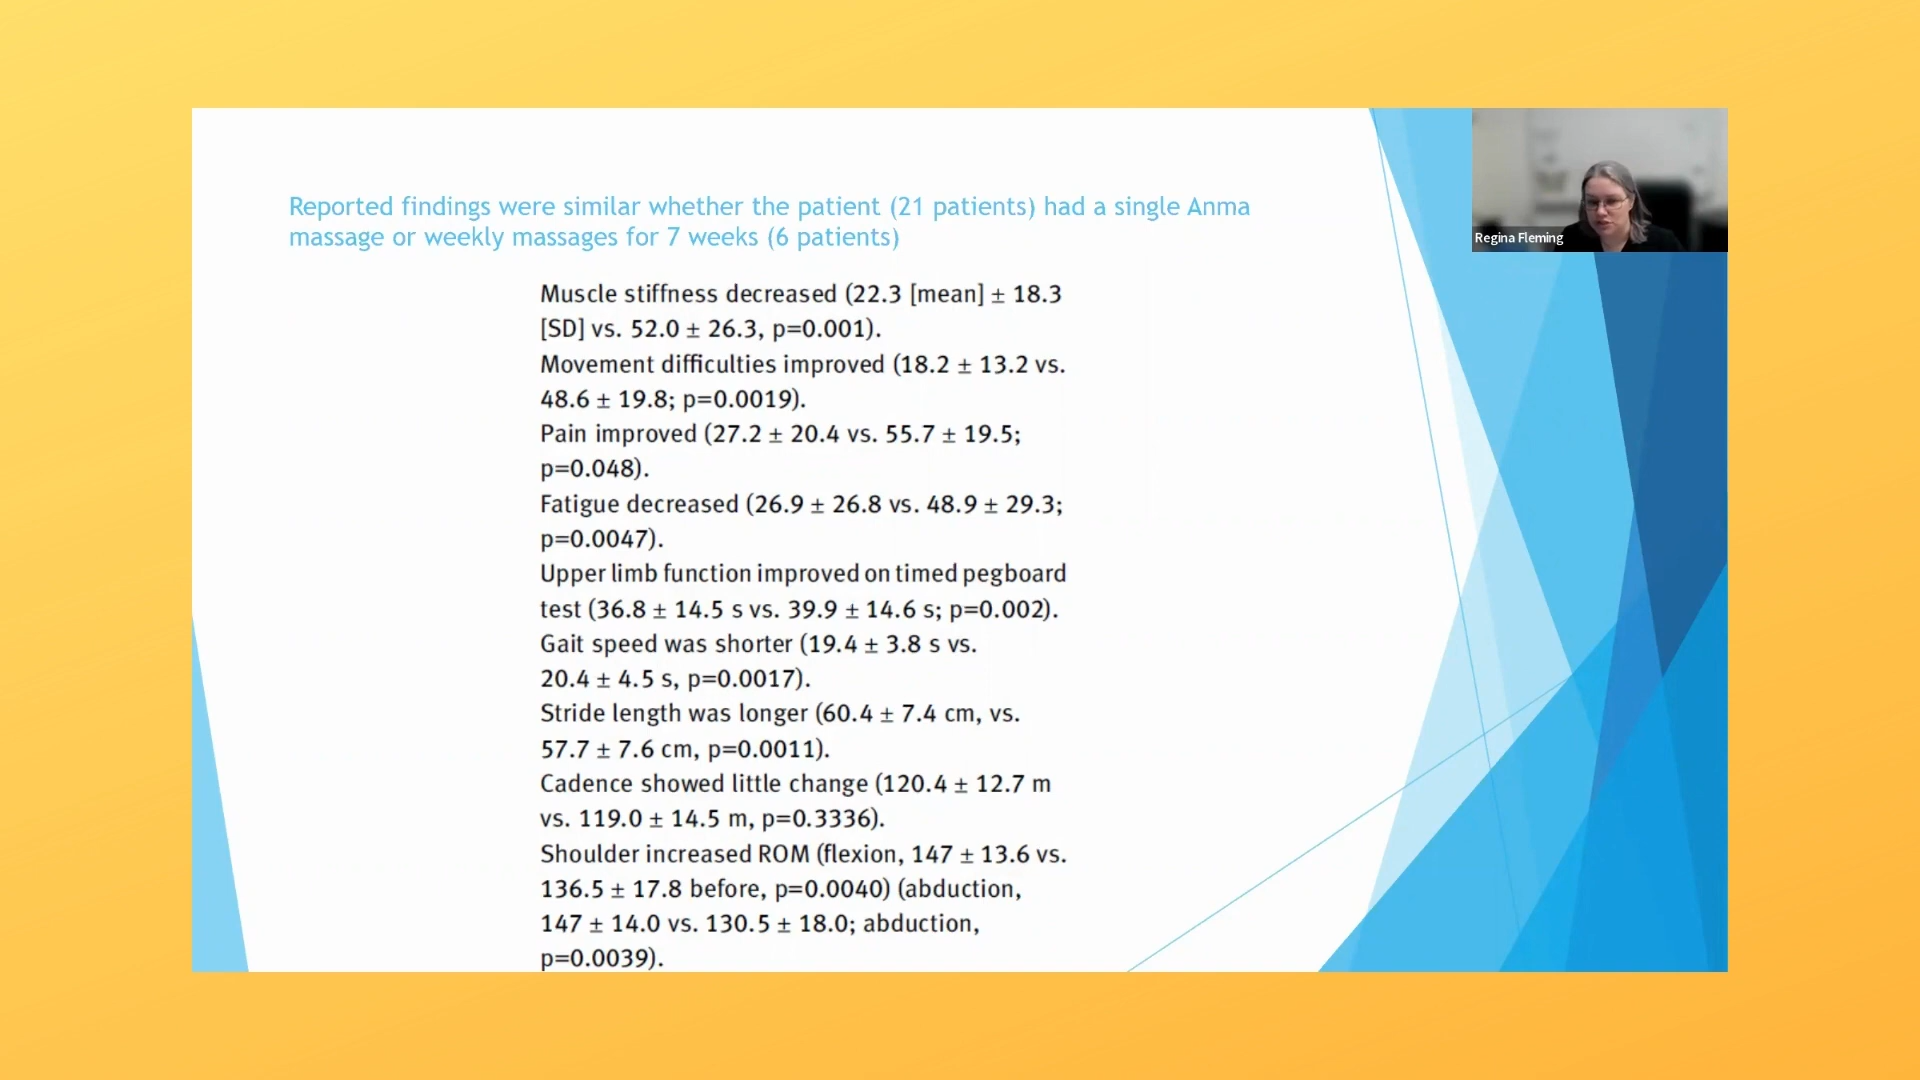 Reported findings were similar whether the patient (21 patients) had a single Anma
massage or weekly massages for 7 weeks (6 patients)
Regina Fleming
Muscle stiffness decreased (22.3 [mean] ± 18.3
[SD] vs. 52.0 ± 26.3, p=0.001).
Movement difficulties improved (18.2 ± 13.2 vs.
48.6 ± 19.8; p=0.0019).
Pain improved (27.2 ± 20.4 vs. 55.7 ± 19.5;
p=0.048).
Fatigue decreased (26.9 ± 26.8 vs. 48.9 ± 29.3;
p=0.0047).
Upper limb function improved on timed pegboard
test (36.8 ± 14.5 s vs. 39.9 ± 14.6 s; p=0.002).
Gait speed was shorter (19.4 ± 3.8 s vs.
20.4 ± 4.5 s, p=0.0017).
Stride length was longer (60.4 ± 7.4 cm, vs.
57.7 ± 7.6 cm, p=0.0011).
Cadence showed little change (120.4 ± 12.7 m
vs. 119.0 ± 14.5 m, p=0.3336).
Shoulder increased ROM (flexion, 147 ± 13.6 vs.
136.5 ± 17.8 before, p=0.0040) (abduction,
147 ± 14.0 vs. 130.5 ± 18.0; abduction,
p=0.0039).